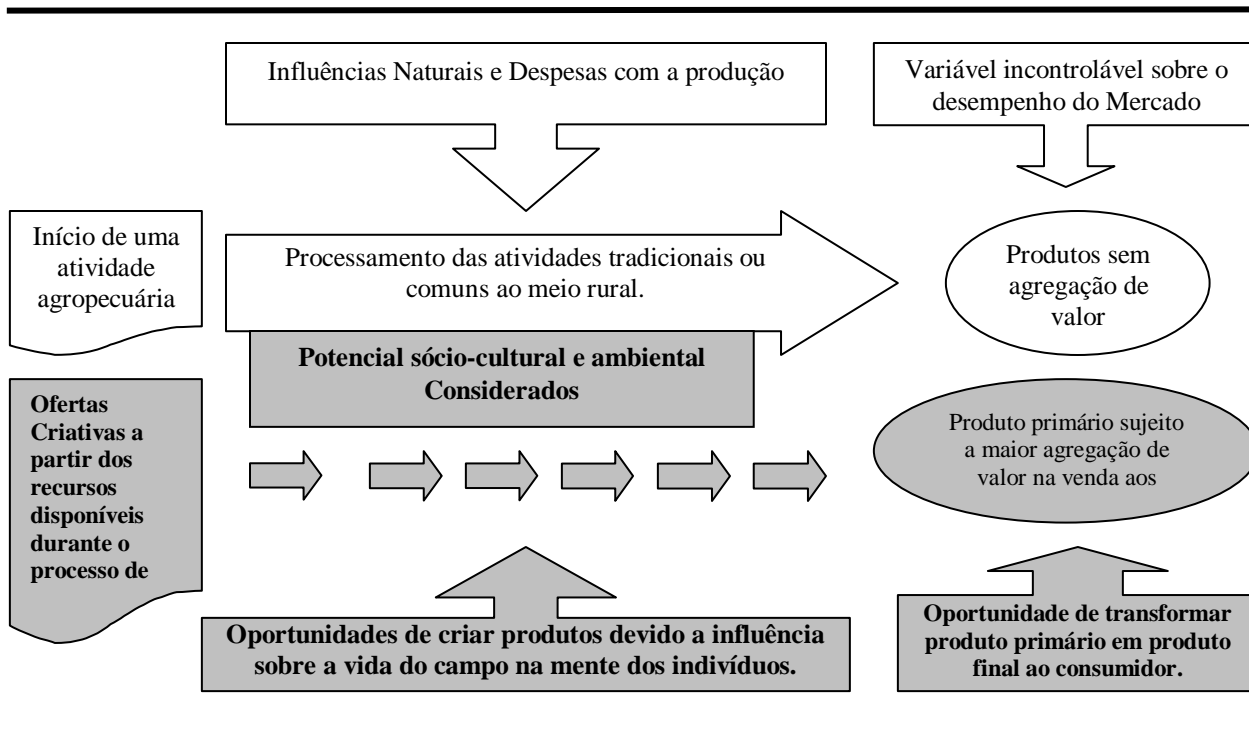 Influências Naturais e Despesas com a produção
Variável incontrolável sobre o
desempenho do Mercado
Início de uma
atividade
agropecuária
Processamento das atividades tradicionais ou
comuns ao meio rural.
Produtos sem
agregação de
valor
Potencial sócio-cultural e ambiental
Considerados
Ofertas
Criativas a
partir dos
recursos
disponíveis
durante o
processo de
Produto primário sujeito
a maior agregação de
valor na venda aos
Oportunidades de criar produtos devido a influência
sobre a vida do campo na mente dos indivíduos.
Oportunidade de transformar
produto primário em produto
final ao consumidor.